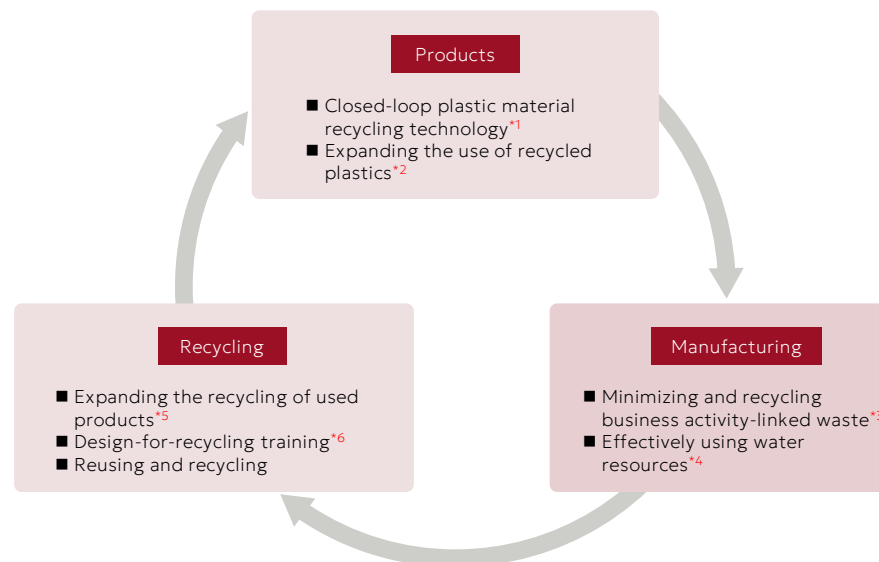 Products
■ Closed-loop plastic material
recycling technology*1
■ Expanding the use of recycled
plastics*2
Recycling
■ Expanding the recycling of used
products*5
■ Design-for-recycling training*6
■ Reusing and recycling
Manufacturing
■ Minimizing and recycling
business activity-linked waste*3
■ Effectively using water
resources*4